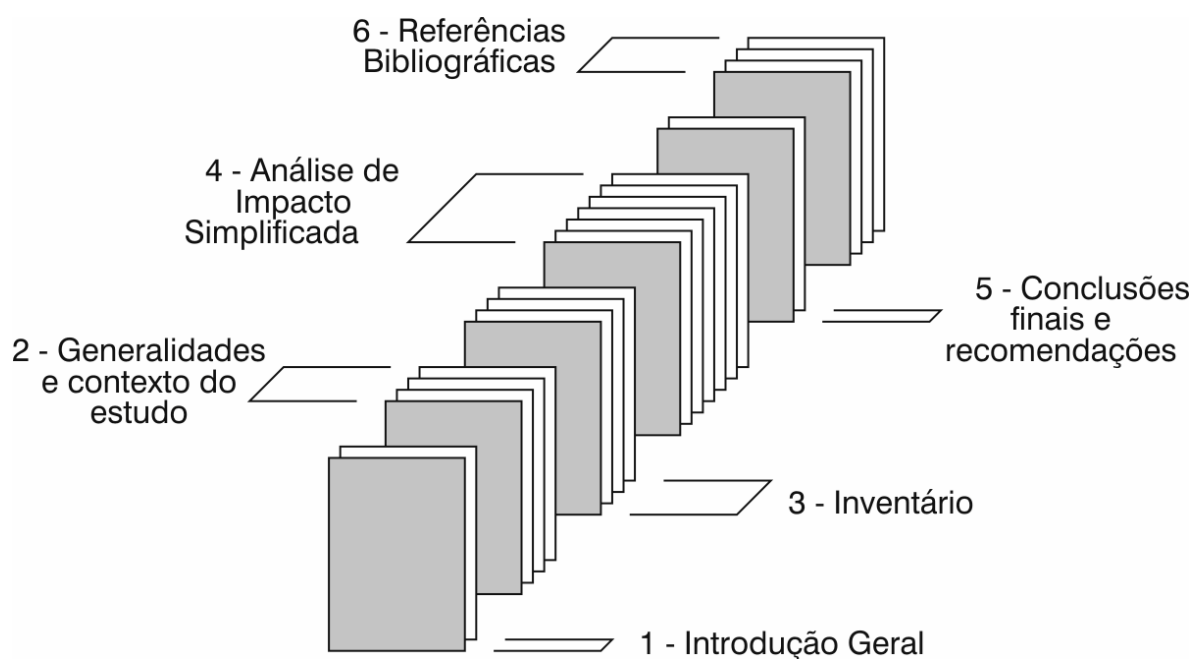 6 - Referências
Bibliográficas
4 - Análise de
Impacto
Simplificada
5 - Conclusões
finais e
recomendações
2 - Generalidades
e contexto do
estudo
3 - Inventário
1 - Introdução Geral